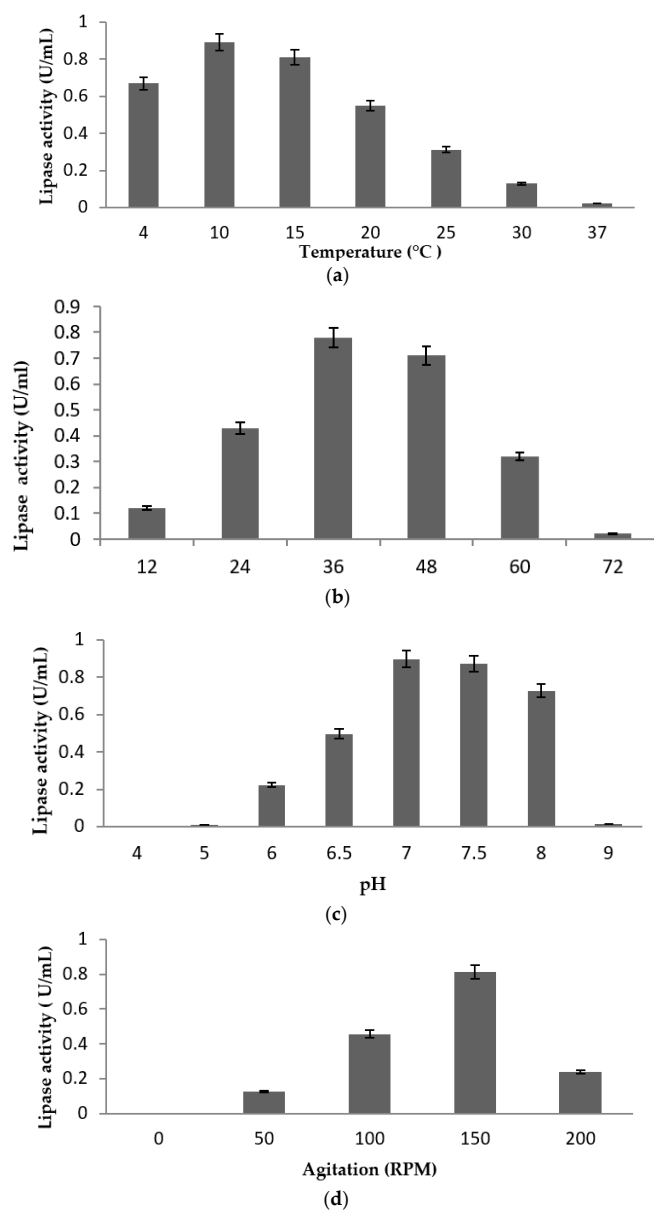 Lipase activity (U/mL)
1
0.8
0.6
0.4
0.2
0
4 10 15 20 25 30 37
Temperature (°C )
(a)
Lipase activity (U/ml)
0.9
0.8
0.7
0.6
0.5
0.4
0.3
0.2
0.1
0
12 24 36 48 60 72
(b)
Lipase activity (U/mL)
1
0.8
0.6
0.4
0.2
0
4 5 6 6.5 7 7.5 8 9
pH
(c)
Lipase activity ( U/mL)
1
0.8
0.6
0.4
0.2
0
0 50 100 150 200
Agitation (RPM)
(d)